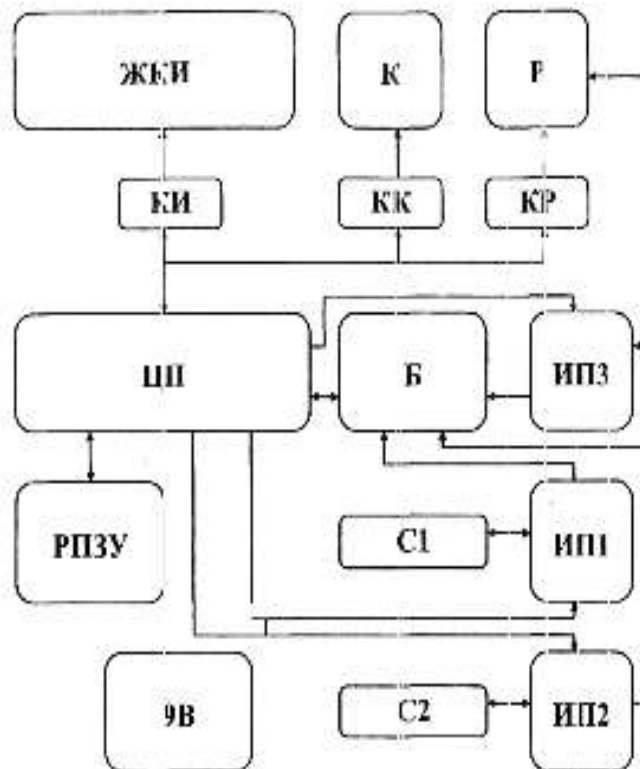 ЖКИ К Р
КИ КК КР
ЦП Б ИП3
РПЗУ С1 ИП1
9В С2 ИП2